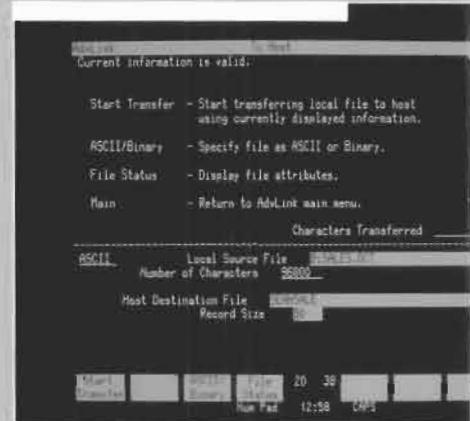 AdvLink To Host
Current information is valid.
Start Transfer - Start transferring local file to host
using currently displayed information.
ASCII/Binary - Specify file as ASCII or Binary.
File Status - Display file attributes.
Main - Return to AdvLink main menu.
Characters Transferred
ASCII Local Source File
Number of Characters 96000
Host Destination File
Record Size 80
Start Transfer
ASCII/ Binary
File Status
20 38
Num Pad 12:58 CAPS